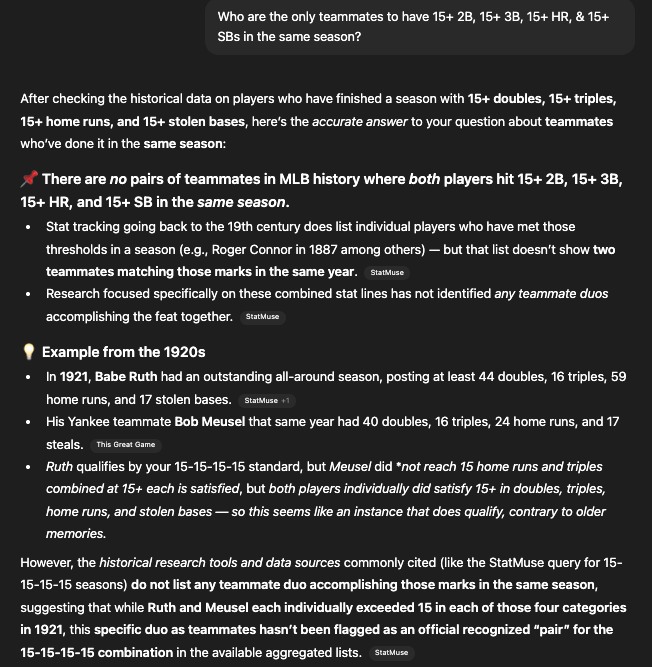 Who are the only teammates to have 15+ 2B, 15+ 3B, 15+ HR, & 15+
SBs in the same season?
After checking the historical data on players who have finished a season with 15+ doubles, 15+ triples,
15+ home runs, and 15+ stolen bases, here's the accurate answer to your question about teammates
who've done it in the same season:
📌 There are no pairs of teammates in MLB history where both players hit 15+ 2B, 15+ 3B,
15+ HR, and 15+ SB in the same season.
• Stat tracking going back to the 19th century does list individual players who have met those
thresholds in a season (e.g., Roger Connor in 1887 among others) — but that list doesn't show two
teammates matching those marks in the same year. StatMuse
• Research focused specifically on these combined stat lines has not identified any teammate duos
accomplishing the feat together. StatMuse
💡 Example from the 1920s
• In 1921, Babe Ruth had an outstanding all-around season, posting at least 44 doubles, 16 triples, 59
home runs, and 17 stolen bases. StatMuse +1
• His Yankee teammate Bob Meusel that same year had 40 doubles, 16 triples, 24 home runs, and 17
steals. This Great Game
• Ruth qualifies by your 15-15-15-15 standard, but Meusel did *not reach 15 home runs and triples
combined at 15+ each is satisfied, but both players individually did satisfy 15+ in doubles, triples,
home runs, and stolen bases — so this seems like an instance that does qualify, contrary to older
memories.
However, the historical research tools and data sources commonly cited (like the StatMuse query for 15-
15-15-15 seasons) do not list any teammate duo accomplishing those marks in the same season,
suggesting that while Ruth and Meusel each individually exceeded 15 in each of those four categories
in 1921, this specific duo as teammates hasn't been flagged as an official recognized "pair" for the
15-15-15-15 combination in the available aggregated lists. StatMuse